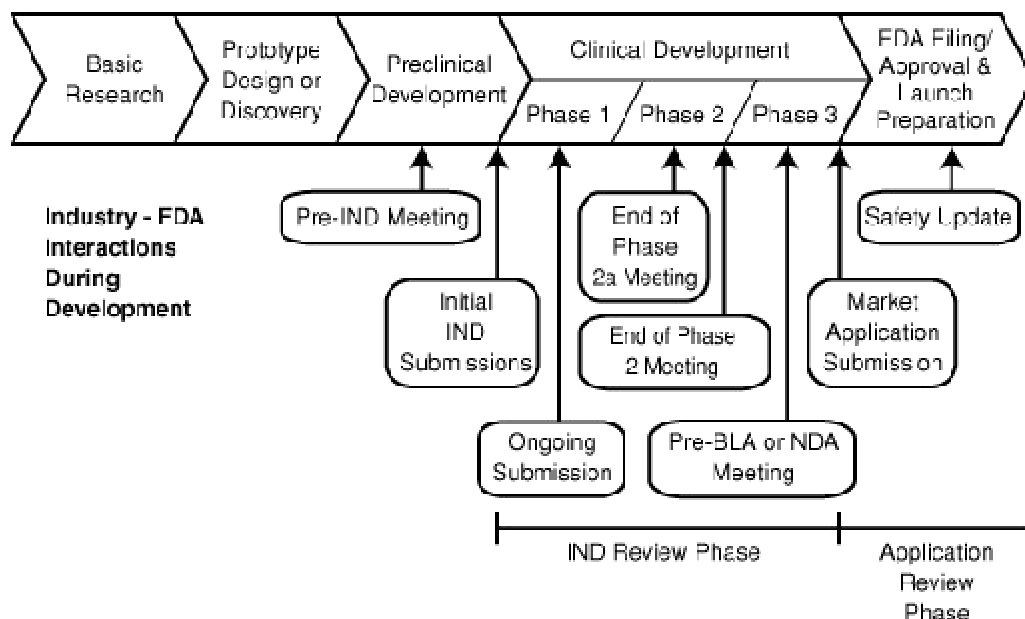 Basic
Research
Prototype
Design or
Discovery
Preclinical
Development
Clinical Development
Phase 1
Phase 2
Phase 3
FDA Filing/
Approval &
Launch
Preparation
Industry - FDA
Interactions
During
Development
Pre-IND Meeting
Initial
IND
Submissions
Ongoing
Submission
End of
Phase
2a Meeting
End of Phase
2 Meeting
Pre-BLA or NDA
Meeting
Market
Application
Submission
Safety Update
IND Review Phase
Application
Review
Phase